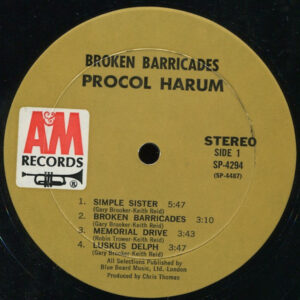 BROKEN BARRICADES
PROCOL HARUM
A&M
RECORDS
STEREO
SIDE 1
SP-4294
(SP-4487)
1. SIMPLE SISTER 5:47
(Gary Brooker-Keith Reid)
2. BROKEN BARRICADES 3:10
(Gary Brooker-Keith Reid)
3. MEMORIAL DRIVE 3:43
(Robin Trower-Keith Reid)
4. LUSKUS DELPH 3:47
(Gary Brooker-Keith Reid)
All Selections Published by
Blue Beard Music, Ltd.-London
Produced by Chris Thomas